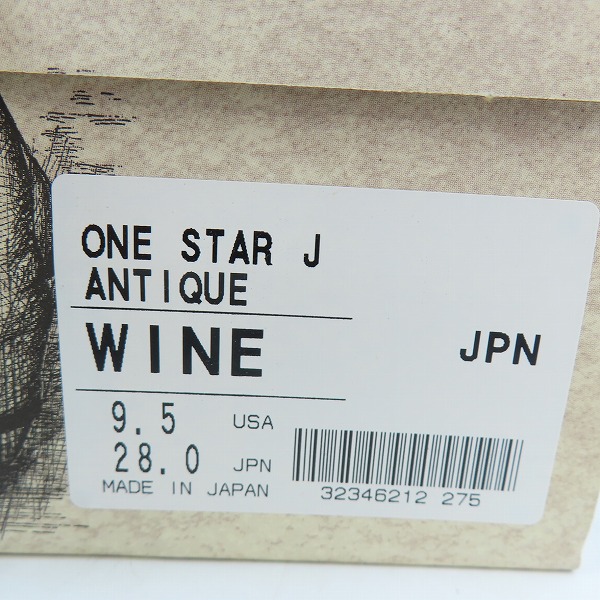 ONE STAR J
ANTIQUE
WINE
JPN
9.5 USA
28.0 JPN
MADE IN JAPAN
32346212 275